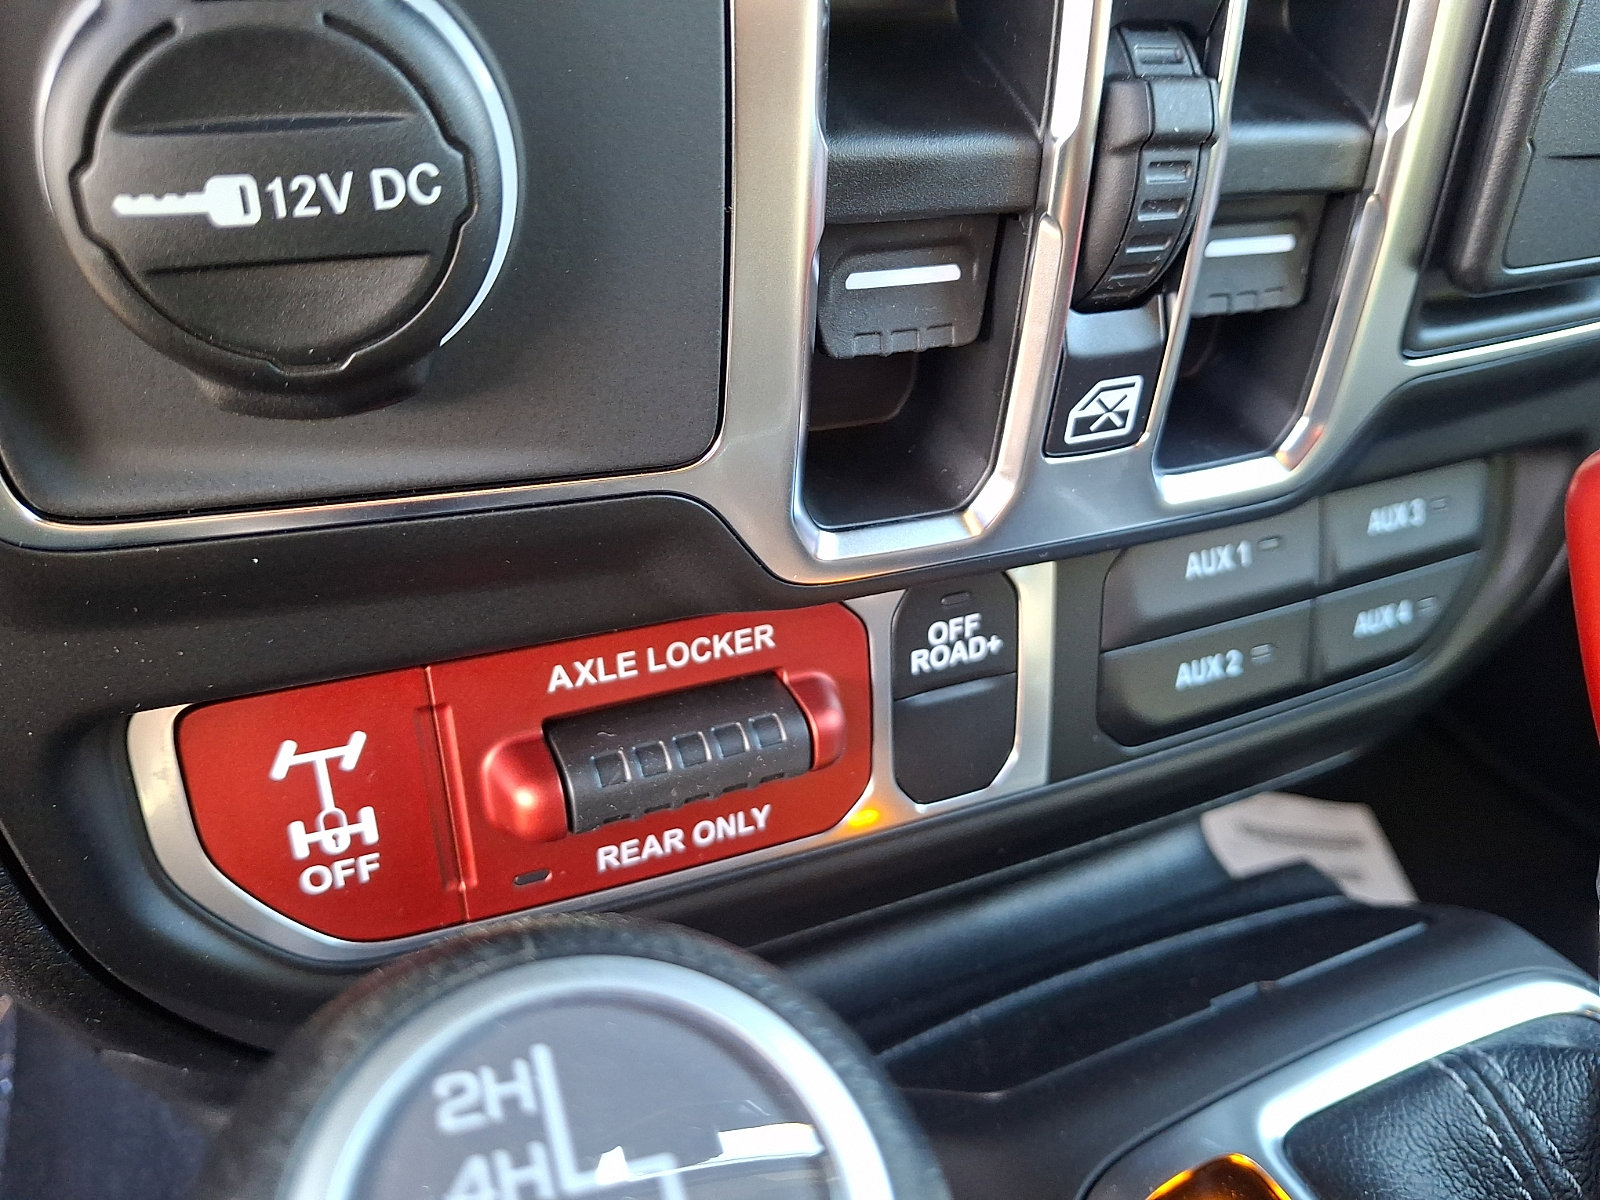 12V DC
AUX 1
AUX 3
AUX 2
AUX 4
OFF
ROAD+
AXLE LOCKER
REAR ONLY
OFF
2H
4H